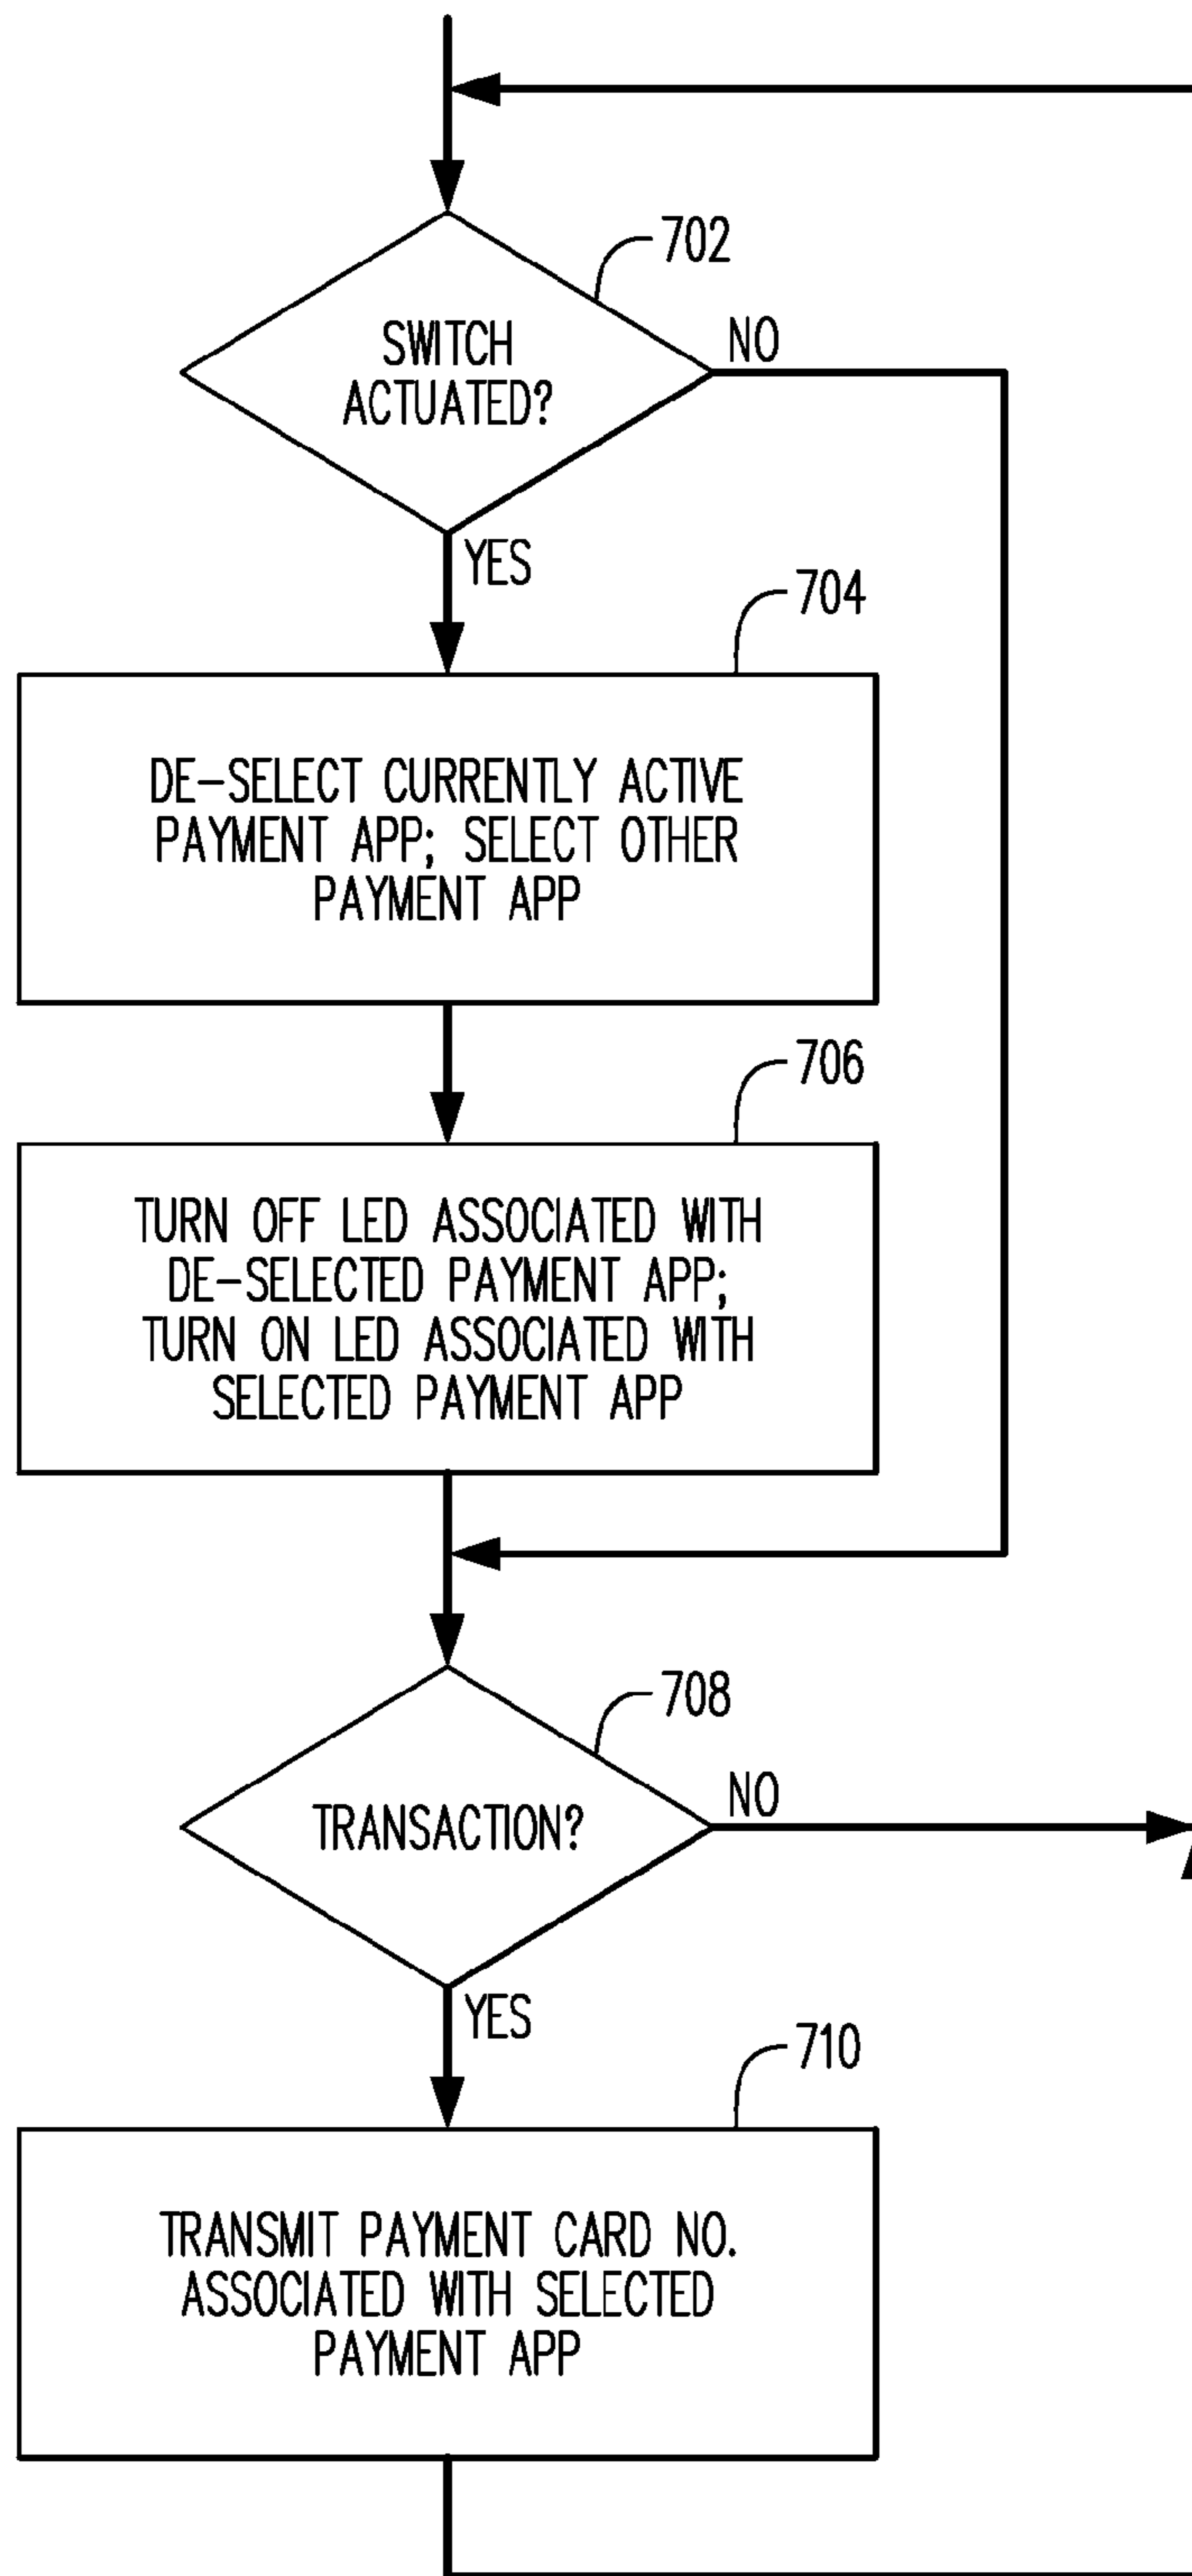 702
SWITCH
ACTUATED?
NO
YES
704
DE-SELECT CURRENTLY ACTIVE
PAYMENT APP; SELECT OTHER
PAYMENT APP
706
TURN OFF LED ASSOCIATED WITH
DE-SELECTED PAYMENT APP;
TURN ON LED ASSOCIATED WITH
SELECTED PAYMENT APP
708
TRANSACTION?
NO
YES
710
TRANSMIT PAYMENT CARD NO.
ASSOCIATED WITH SELECTED
PAYMENT APP